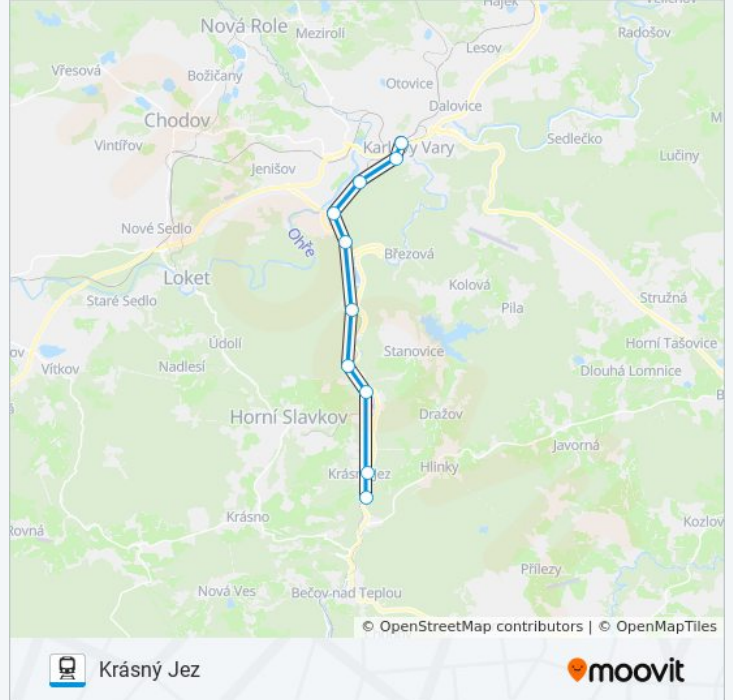 Hájek
Nová Role
Mezirolí
Radošov
Lesov
Vřesová
Božičany
Otovice
Dalovice
Chodov
Sedlečko
Vintířov
Karlovy Vary
Lučiny
Jenišov
Nové Sedlo
Ohře
Březová
Loket
Kolová
Staré Sedlo
Pila
Stružná
Údolí
Horní Tašovice
Stanovice
Vítkov
Nadlesí
Dlouhá Lomnice
Horní Slavkov
Dražov
Javorná
Hlinky
Krásno
Kozlov
Přílezy
Nová Ves
Bečov nad Teplou
© OpenStreetMap contributors | © OpenMapTiles
Krásný Jez
moovit